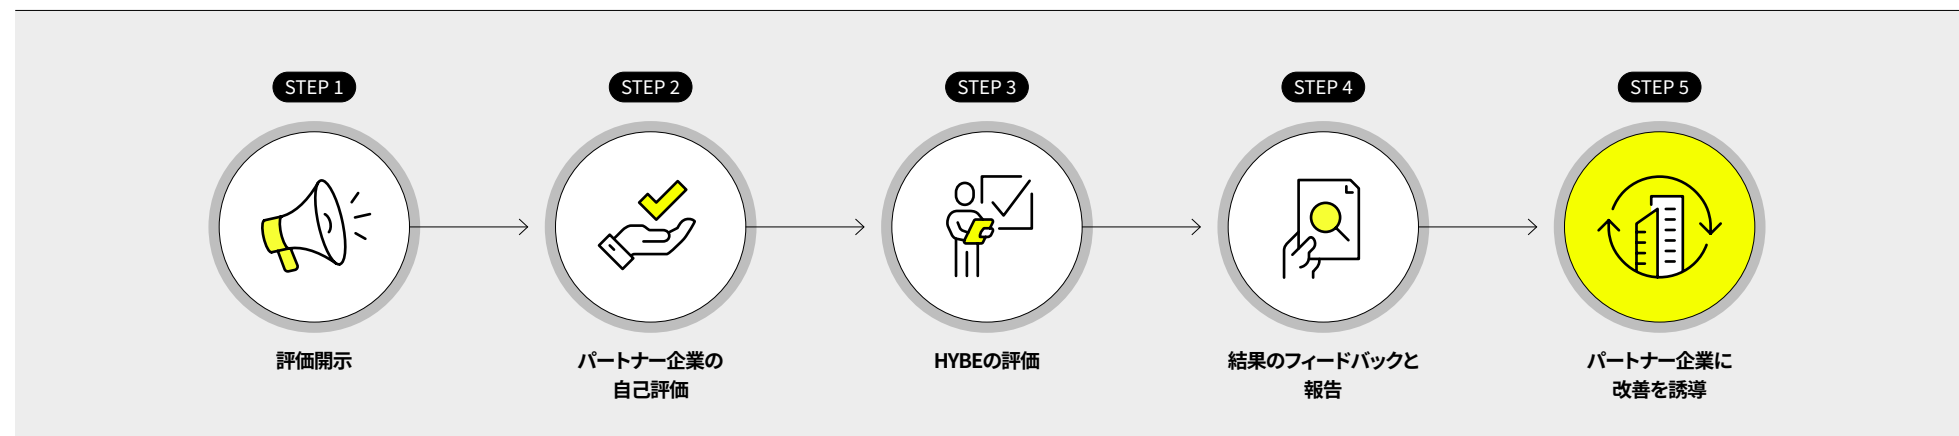 STEP 1
評価開示
STEP 2
パートナー企業の
自己評価
STEP 3
HYBEの評価
STEP 4
結果のフィードバックと
報告
STEP 5
パートナー企業に
改善を誘導